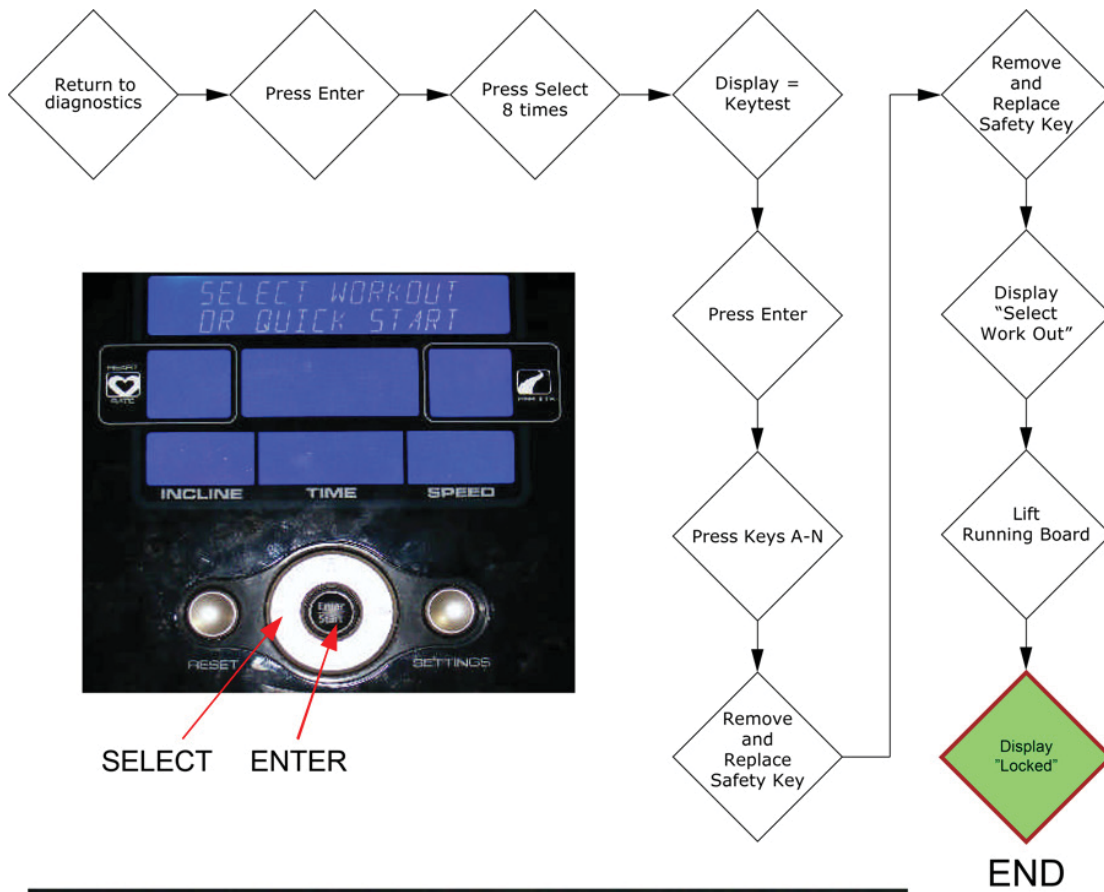 Return to
diagnostics
Press Enter
Press Select
8 times
Display =
Keytest
Press Enter
Press Keys A-N
Remove
and
Replace
Safety Key
Remove
and
Replace
Safety Key
Display
“Select
Work Out”
Lift
Running Board
Display
"Locked"
END
SELECT WORKOUT
OR QUICK START
HEART
RATE
INCLINE TIME SPEED
Enter
Start
RESET SETTINGS
SELECT ENTER